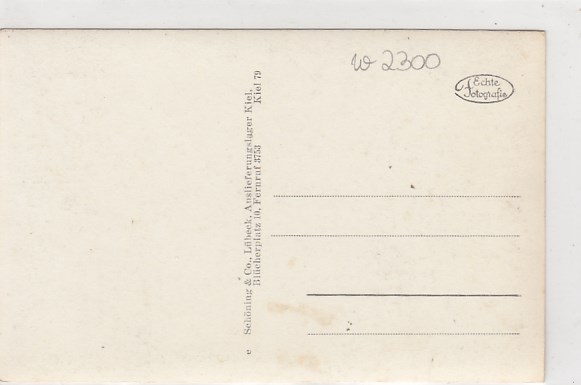 w 2300
Echte
Fotografie
e Schöning & Co., Lübeck, Auslieferungslager Kiel,
Blücherplatz 10, Fernruf 3753 Kiel 79